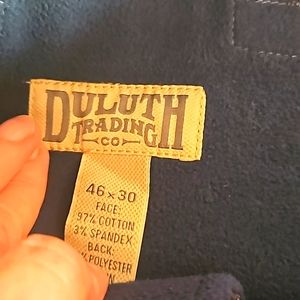 DULUTH
TRADING
CO
46 x 30
FACE:
97% COTTON
3% SPANDEX
BACK:
% POLYESTER